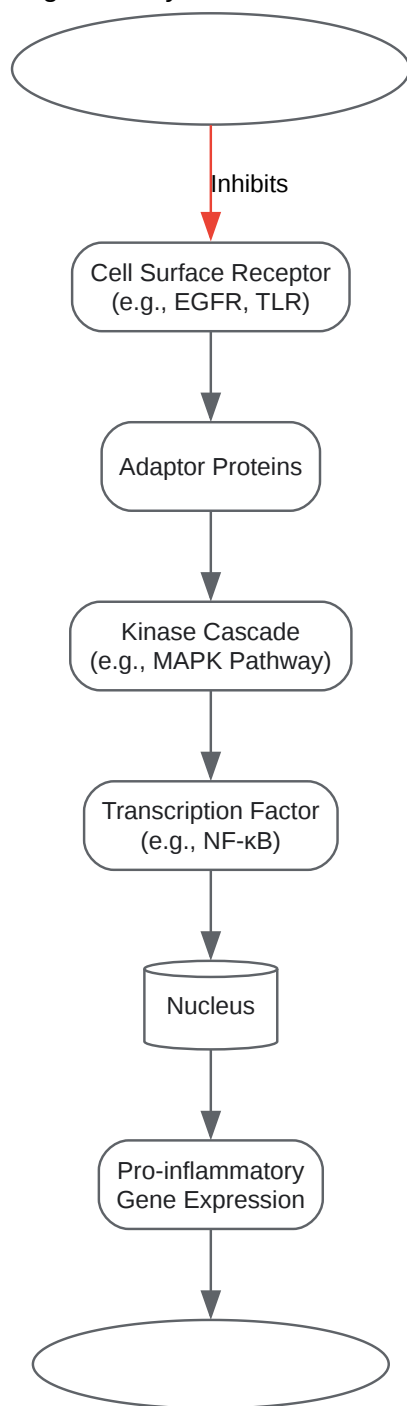 Inhibits
Cell Surface Receptor
(e.g., EGFR, TLR)
Adaptor Proteins
Kinase Cascade
(e.g., MAPK Pathway)
Transcription Factor
(e.g., NF-κB)
Nucleus
Pro-inflammatory
Gene Expression